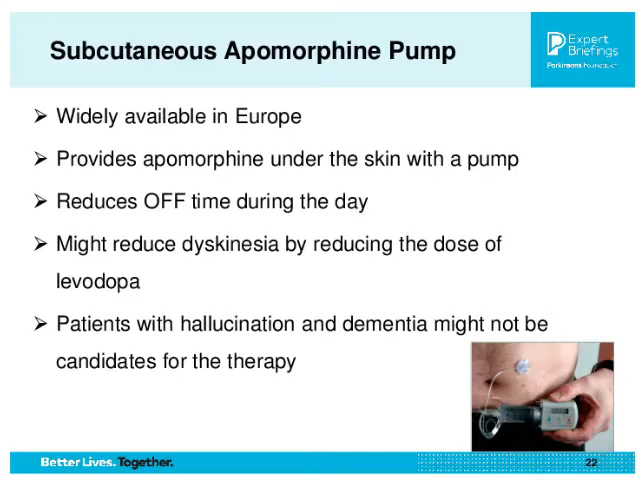 Subcutaneous Apomorphine Pump
Expert
Briefings
Parkinson's Foundation
➢ Widely available in Europe
➢ Provides apomorphine under the skin with a pump
➢ Reduces OFF time during the day
➢ Might reduce dyskinesia by reducing the dose of
levodopa
➢ Patients with hallucination and dementia might not be
candidates for the therapy
Better Lives. Together.
22